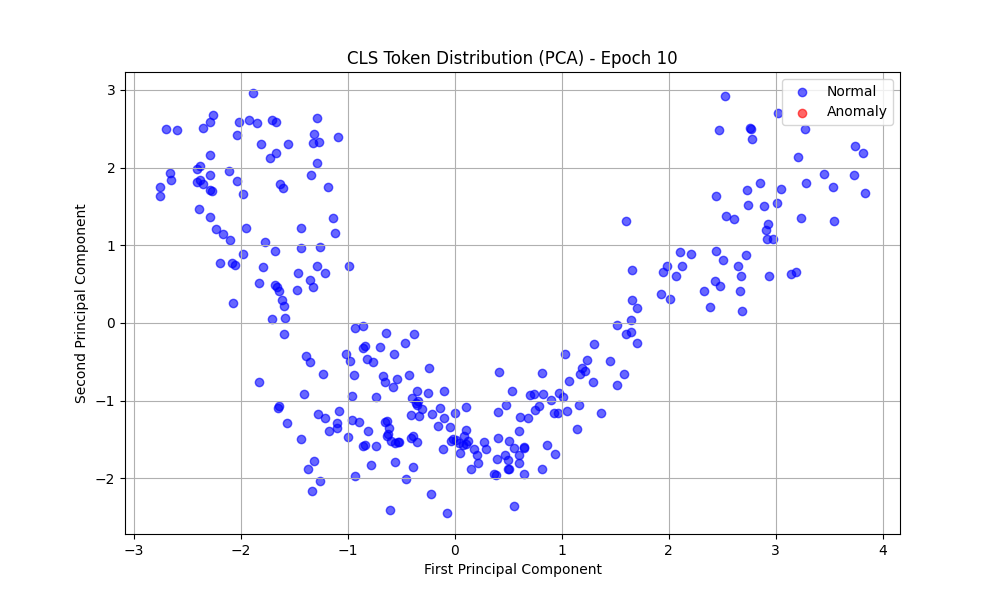 CLS Token Distribution (PCA) - Epoch 10
Normal
Anomaly
3
2
1
0
−1
−2
Second Principal Component
−3
−2
−1
0
1
2
3
4
First Principal Component